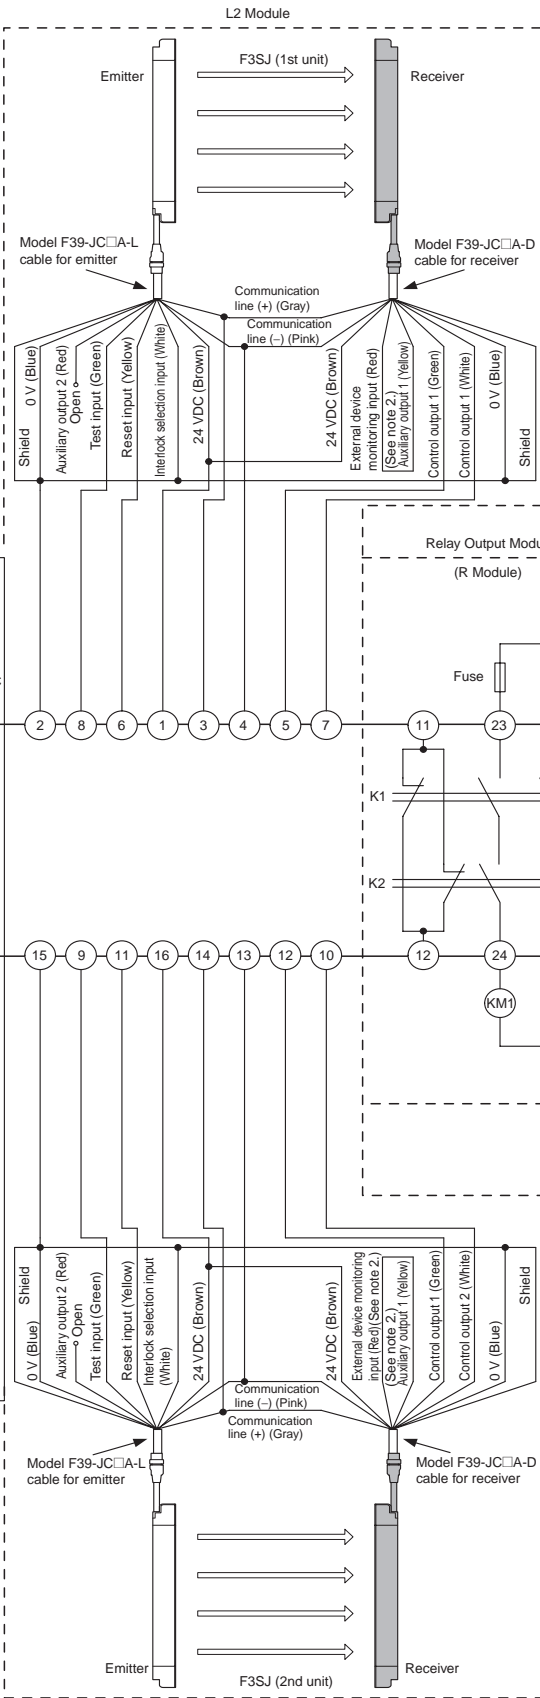 L2 Module
F3SJ (1st unit)
Emitter
Receiver
Model F39-JC□A-L
cable for emitter
Model F39-JC□A-D
cable for receiver
Communication
line (+) (Gray)
Communication
line (−) (Pink)
Shield
0 V (Blue)
Auxiliary output 2 (Red)
Open
Test input (Green)
Reset input (Yellow)
Interlock selection input (White)
24 VDC (Brown)
24 VDC (Brown)
External device
monitoring input (Red)
(See note 2.)
Auxiliary output 1 (Yellow)
Control output 1 (Green)
Control output 1 (White)
0 V (Blue)
Shield
Relay Output Modu
(R Module)
Fuse
2 8 6 1 3 4 5 7 11 23
K1
K2
15 9 11 16 14 13 12 10 12 24
KM1
Shield
0 V (Blue)
Auxiliary output 2 (Red)
Open
Test input (Green)
Reset input (Yellow)
Interlock selection input
(White)
24 VDC (Brown)
24 VDC (Brown)
External device monitoring
input (Red)(See note 2.)
(See note 2.)
Auxiliary output 1 (Yellow)
Control output 1 (Green)
Control output 2 (White)
0 V (Blue)
Shield
Communication
line (−) (Pink)
Communication
line (+) (Gray)
Model F39-JC□A-L
cable for emitter
Model F39-JC□A-D
cable for receiver
Emitter
Receiver
F3SJ (2nd unit)